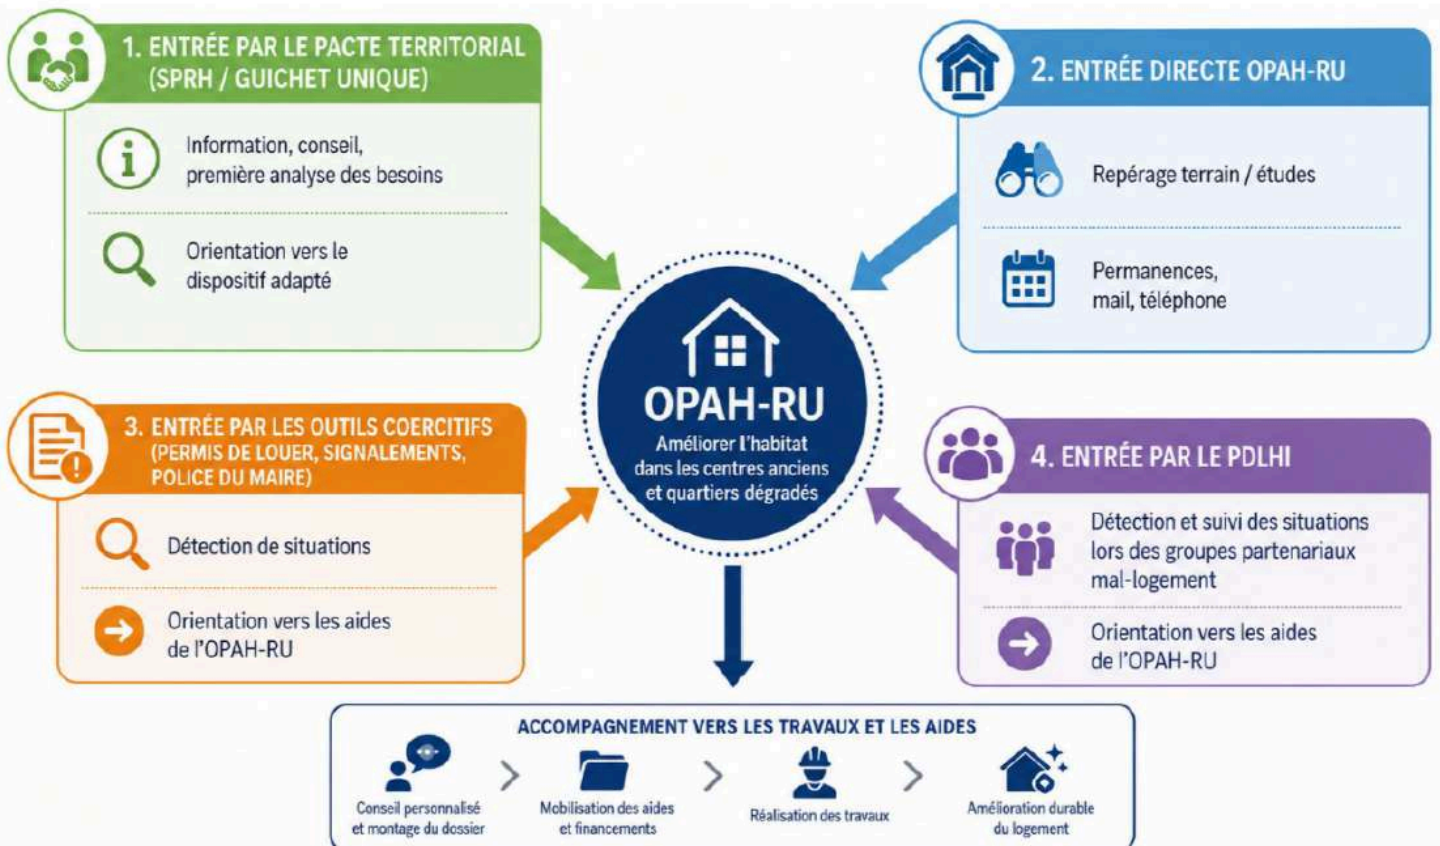 1. ENTRÉE PAR LE PACTE TERRITORIAL
(SPRH / GUICHET UNIQUE)
Information, conseil,
première analyse des besoins
Orientation vers le
dispositif adapté
2. ENTRÉE DIRECTE OPAH-RU
Repérage terrain / études
Permanences,
mail, téléphone
OPAH-RU
Améliorer l'habitat
dans les centres anciens
et quartiers dégradés
3. ENTRÉE PAR LES OUTILS COERCITIFS
(PERMIS DE LOUER, SIGNALEMENTS,
POLICE DU MAIRE)
Détection de situations
Orientation vers les aides
de l'OPAH-RU
4. ENTRÉE PAR LE PDLHI
Détection et suivi des situations
lors des groupes partenariaux
mal-logement
Orientation vers les aides
de l'OPAH-RU
ACCOMPAGNEMENT VERS LES TRAVAUX ET LES AIDES
Conseil personnalisé
et montage du dossier
Mobilisation des aides
et financements
Réalisation des travaux
Amélioration durable
du logement